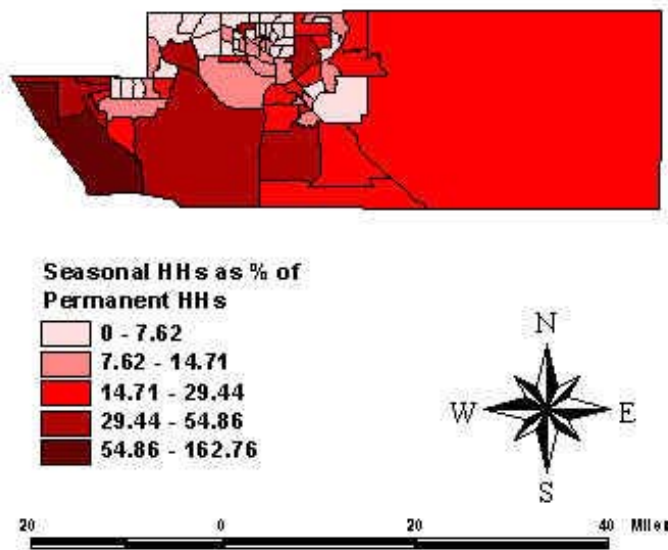 Seasonal HHs as % of
Permanent HHs
0 - 7.62
7.62 - 14.71
14.71 - 29.44
29.44 - 54.86
54.86 - 162.76
N
W E
S
20 0 20 40 Miles